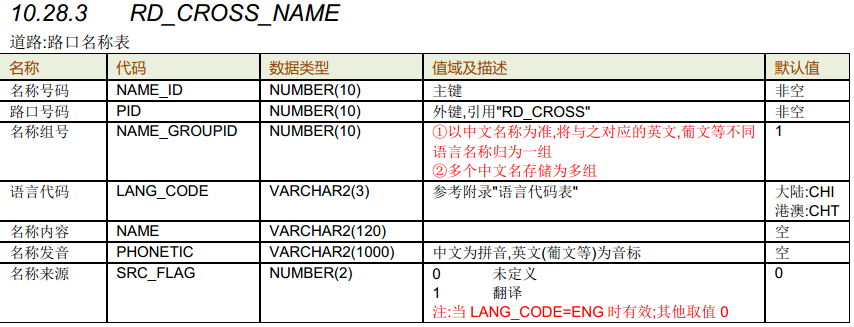 10.28.3 RD_CROSS_NAME
道路:路口名称表
名称 代码 数据类型 值域及描述 默认值
名称号码 NAME_ID NUMBER(10) 主键 非空
路口号码 PID NUMBER(10) 外键,引用"RD_CROSS" 非空
名称组号 NAME_GROUPID NUMBER(10) ①以中文名称为准,将与之对应的英文,葡文等不同 1
语言名称归为一组
②多个中文名存储为多组
语言代码 LANG_CODE VARCHAR2(3) 参考附录"语言代码表" 大陆:CHI
港澳:CHT
名称内容 NAME VARCHAR2(120) 空
名称发音 PHONETIC VARCHAR2(1000) 中文为拼音,英文(葡文等)为音标 空
名称来源 SRC_FLAG NUMBER(2) 0 未定义 0
1 翻译
注:当 LANG_CODE=ENG 时有效;其他取值 0